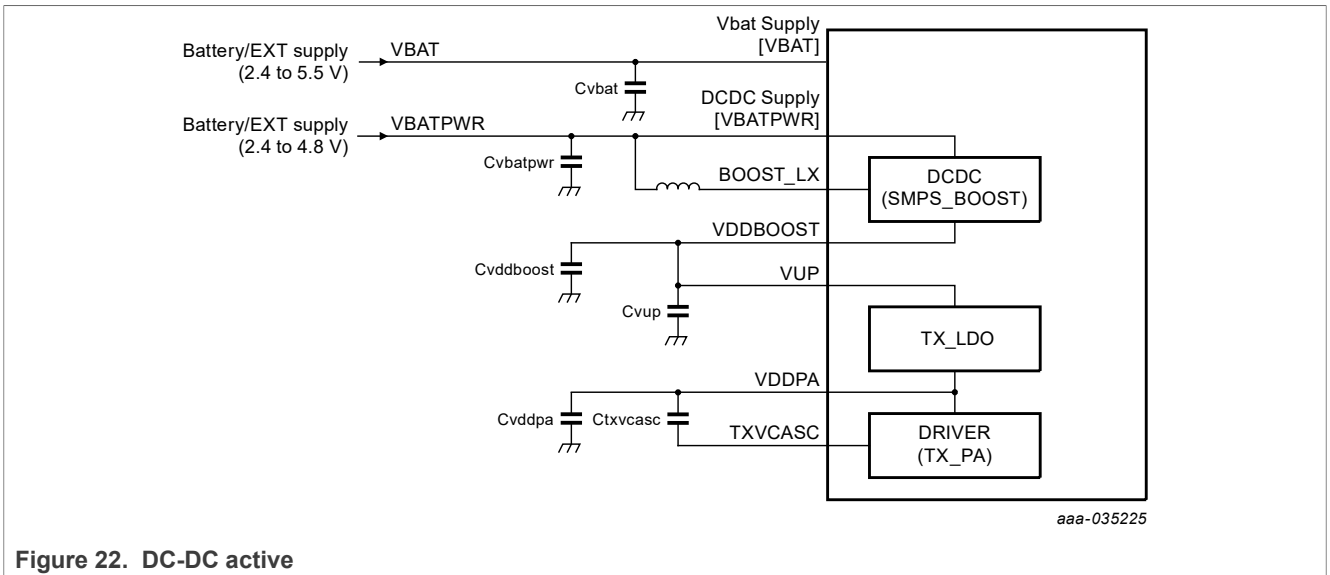 Vbat Supply
[VBAT]
Battery/EXT supply
(2.4 to 5.5 V)
VBAT
Cvbat
DCDC Supply
[VBATPWR]
Battery/EXT supply
(2.4 to 4.8 V)
VBATPWR
Cvbatpwr
BOOST_LX
DCDC
(SMPS_BOOST)
VDDBOOST
Cvddboost
VUP
Cvup
TX_LDO
VDDPA
Cvddpa
Ctxvcasc
TXVCASC
DRIVER
(TX_PA)
aaa-035225
Figure 22. DC-DC active